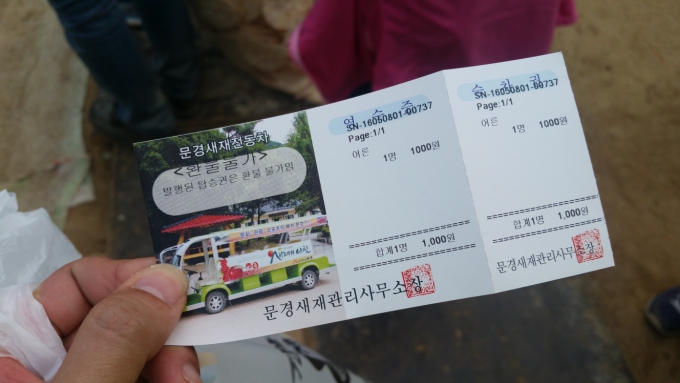 문경새재전동차
<환불불가>
발행된 탑승권은 환불 불가임
영 수 증
SN-16050801-00737
Page:1/1
어른 1명 1000원
합계1명 1,000원
문경새재관리사무소장
승 차 권
SN-16050801-00737
Page:1/1
어른 1명 1000원
합계1명 1,000원
문경새재관리사무소장